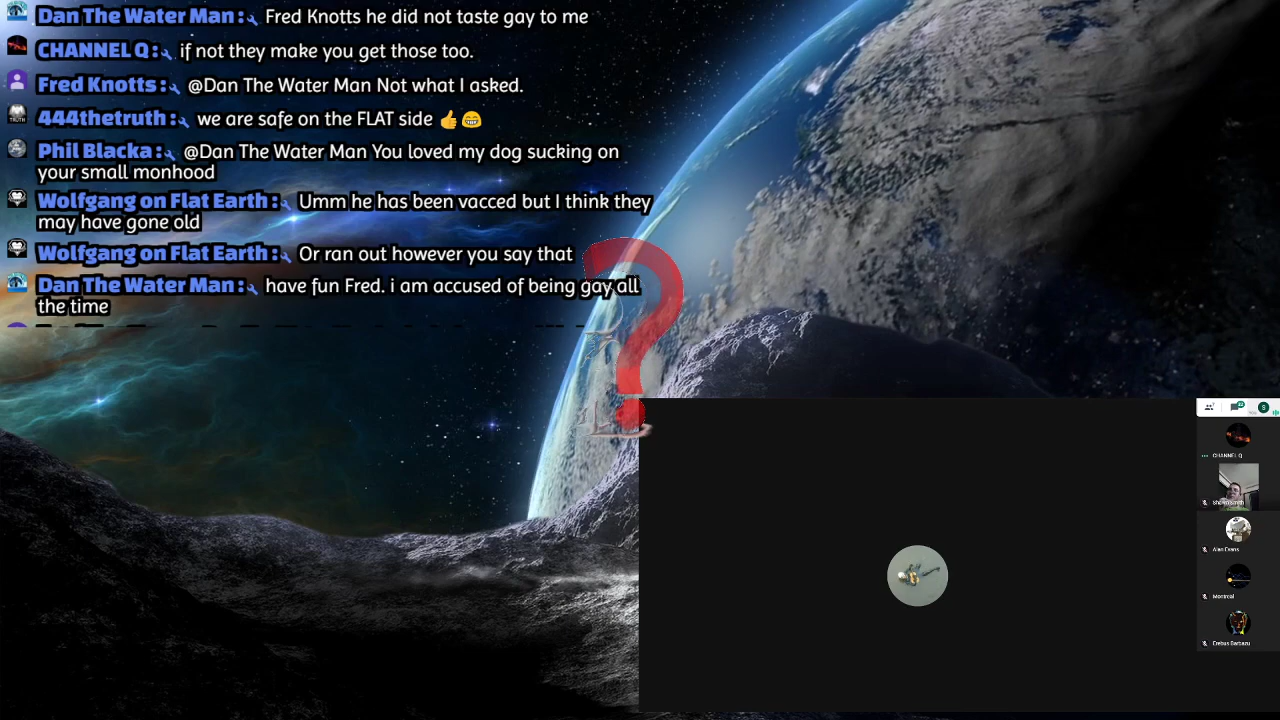 Dan The Water Man : Fred Knotts he did not taste gay to me
CHANNEL Q : if not they make you get those too.
Fred Knotts : @Dan The Water Man Not what I asked.
444thetruth : we are safe on the FLAT side 👍😁
Phil Blacka : @Dan The Water Man You loved my dog sucking on
your small monhood
Wolfgang on Flat Earth : Umm he has been vacced but I think they
may have gone old
Wolfgang on Flat Earth : Or ran out however you say that
Dan The Water Man : have fun Fred. i am accused of being gay all
the time
?
S
CHANNEL Q
Alan Evans
Montreal
Erebus Barbazu